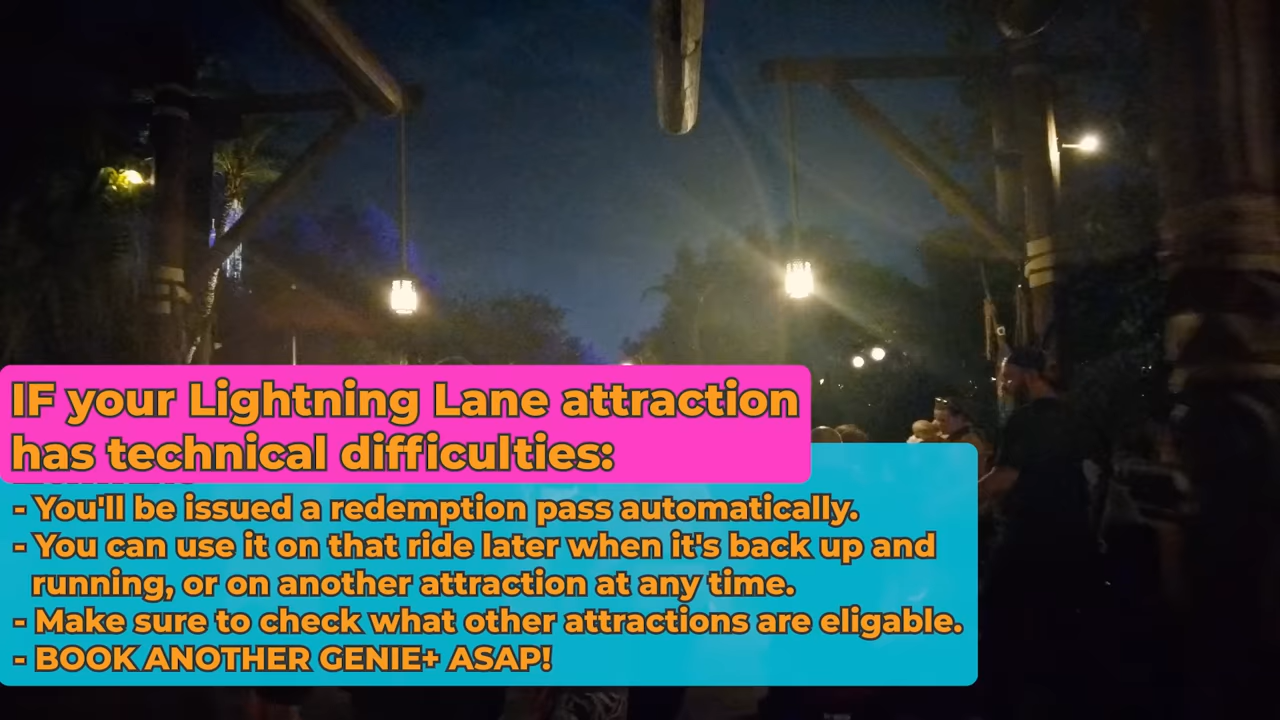 IF your Lightning Lane attraction
has technical difficulties:
- You'll be issued a redemption pass automatically.
- You can use it on that ride later when it's back up and
running, or on another attraction at any time.
- Make sure to check what other attractions are eligable.
- BOOK ANOTHER GENIE+ ASAP!